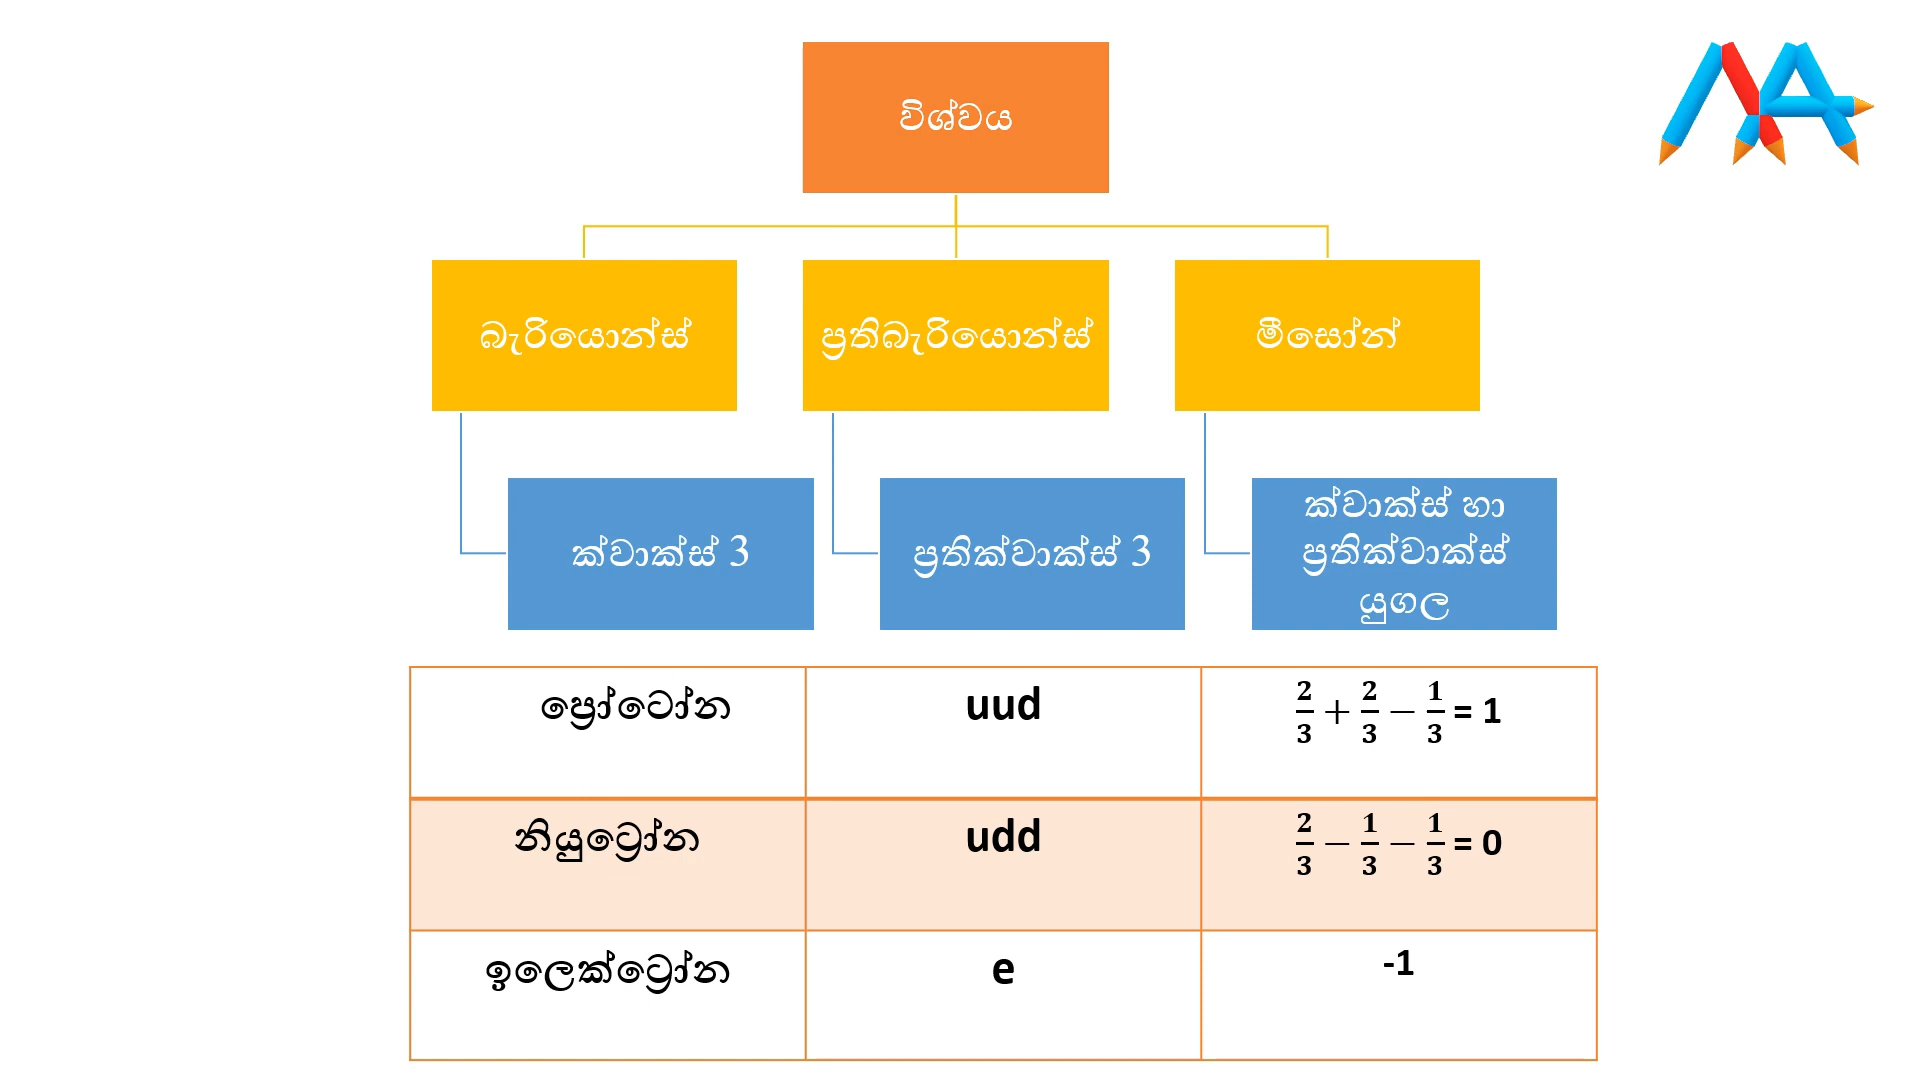 විශ්වය
බැරියොන්ස්
ප්‍රතිබැරියොන්ස්
මීසෝන්
ක්වාක්ස් 3
ප්‍රතික්වාක්ස් 3
ක්වාක්ස් හා
ප්‍රතික්වාක්ස්
යුගල
ප්‍රෝටෝන
uud
2/3 + 2/3 − 1/3 = 1
නියුට්‍රෝන
udd
2/3 − 1/3 − 1/3 = 0
ඉලෙක්ට්‍රෝන
e
-1